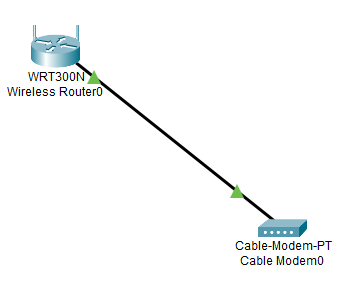 WRT300N
Wireless Router0
Cable-Modem-PT
Cable Modem0